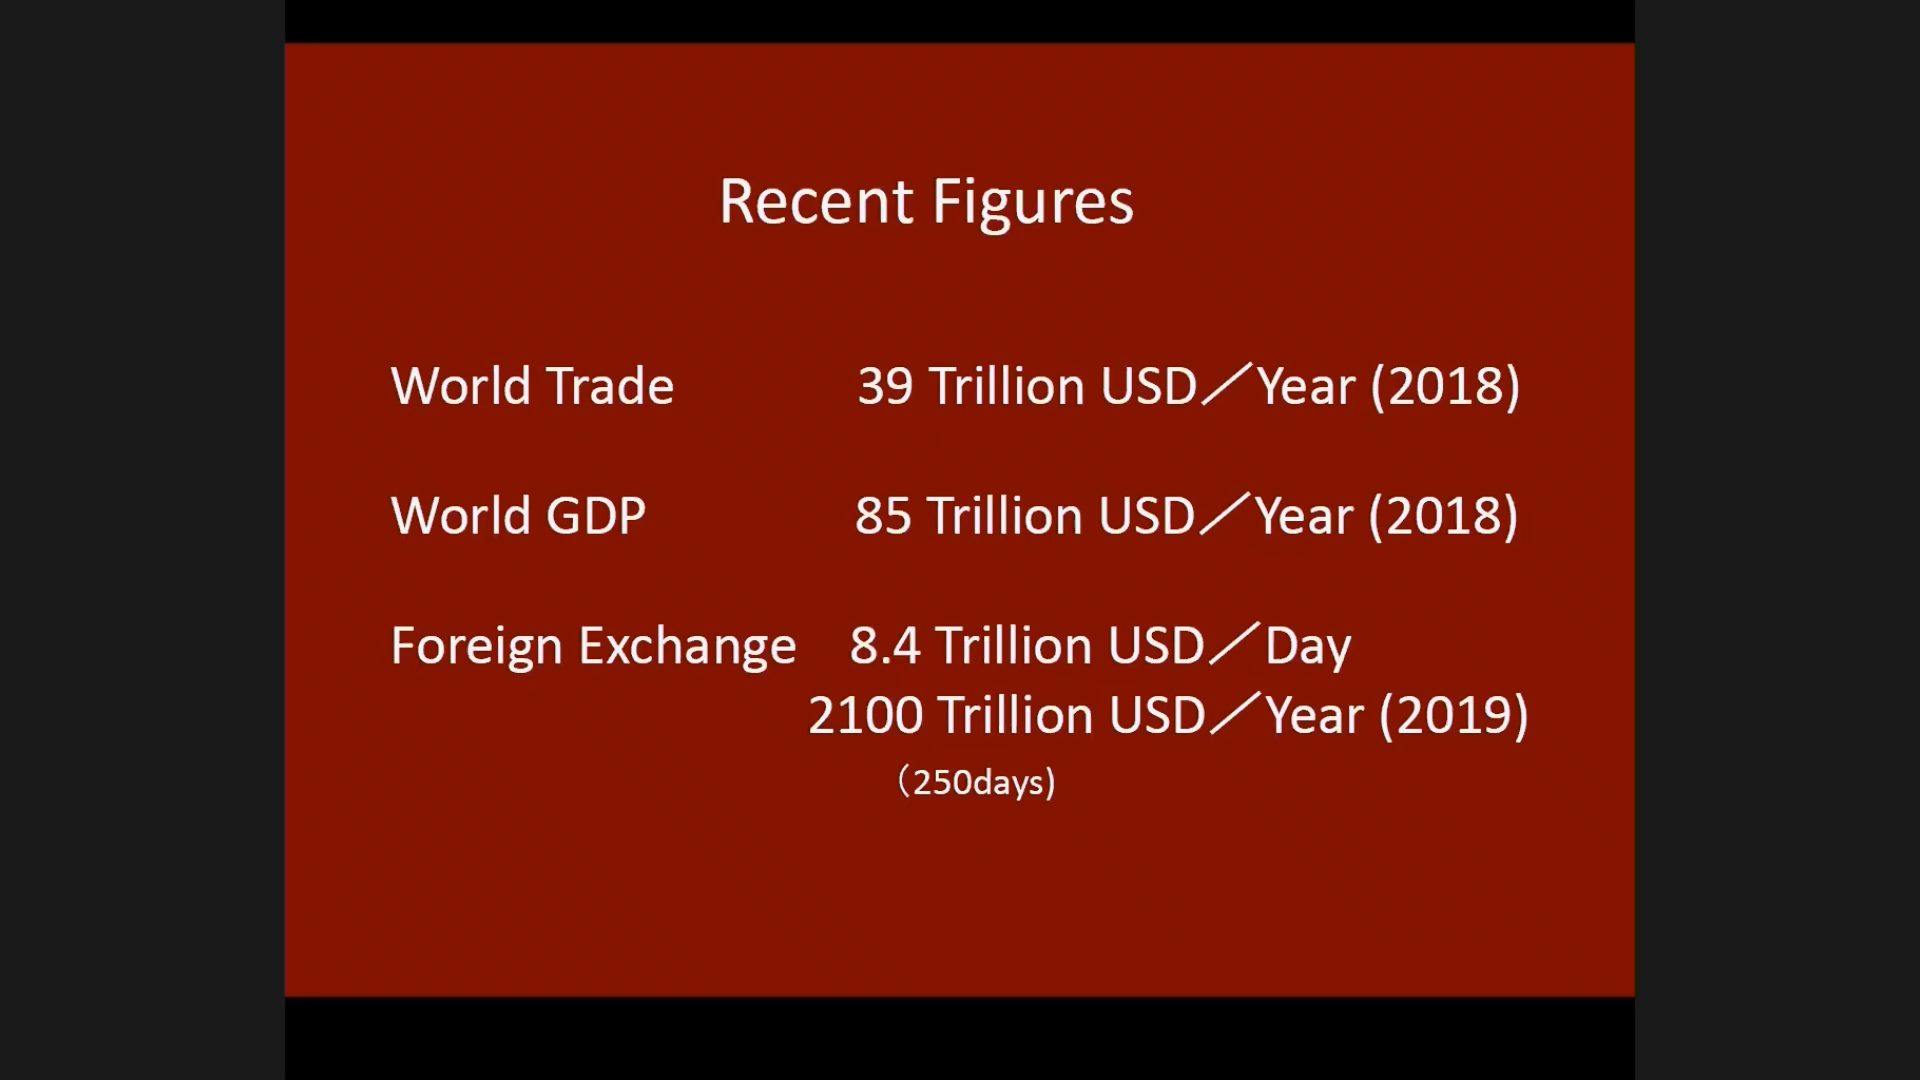 Recent Figures
World Trade 39 Trillion USD／Year (2018)
World GDP 85 Trillion USD／Year (2018)
Foreign Exchange 8.4 Trillion USD／Day
2100 Trillion USD／Year (2019)
（250days)